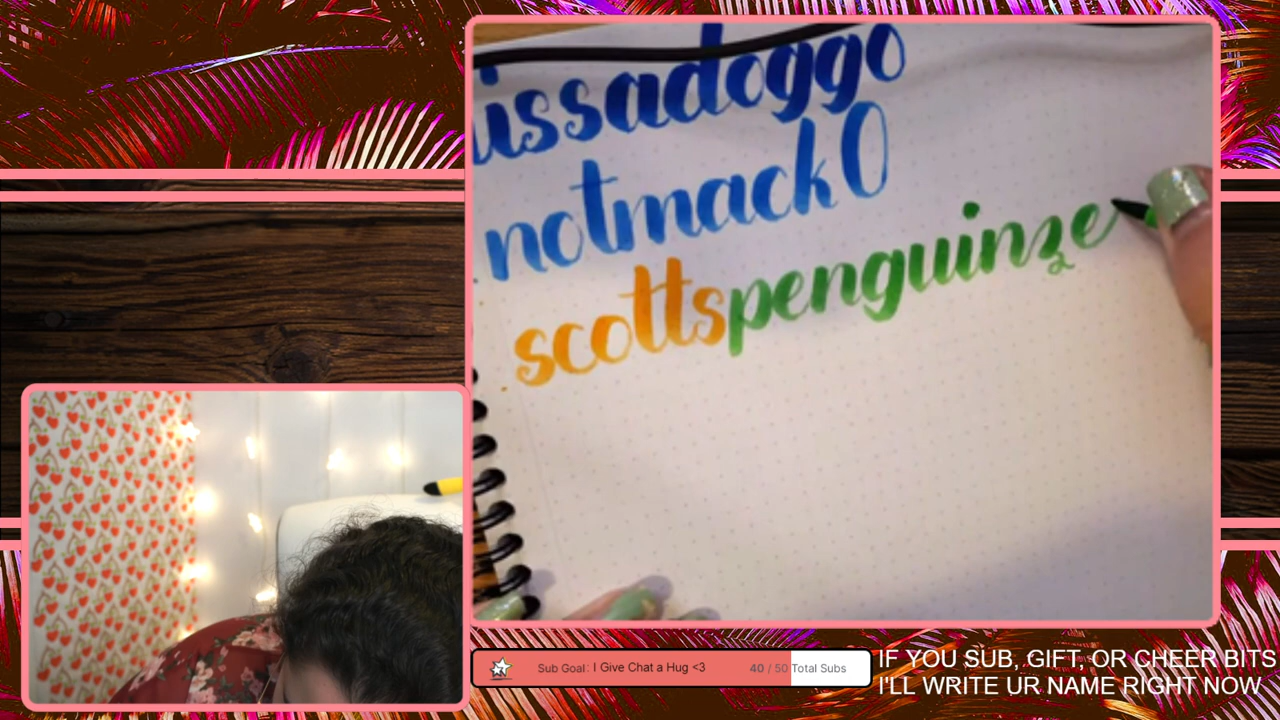 issadoggo
notmack0
scottspenguinze
Sub Goal: I Give Chat a Hug <3 40 / 50 Total Subs
IF YOU SUB, GIFT, OR CHEER BITS
I'LL WRITE UR NAME RIGHT NOW